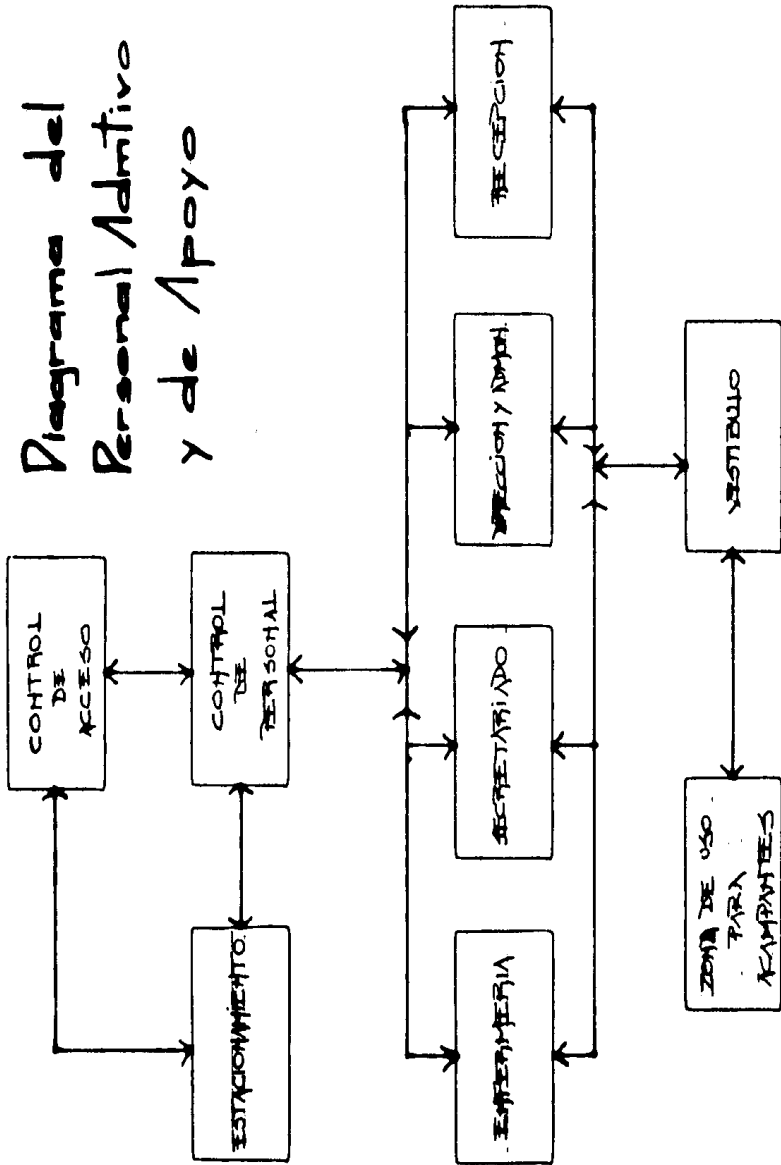 Diagrama del
Personal Admtivo
y de Apoyo
CONTROL
DE
ACCESO
CONTROL
DE
PERSONAL
ESTACIONAMIENTO.
ENFERMERIA
SECRETARIADO
DIRECCION Y ADMON.
RECEPCION.
VESTIBULO
ZONA DE USO.
PARA
ACAMPANTES